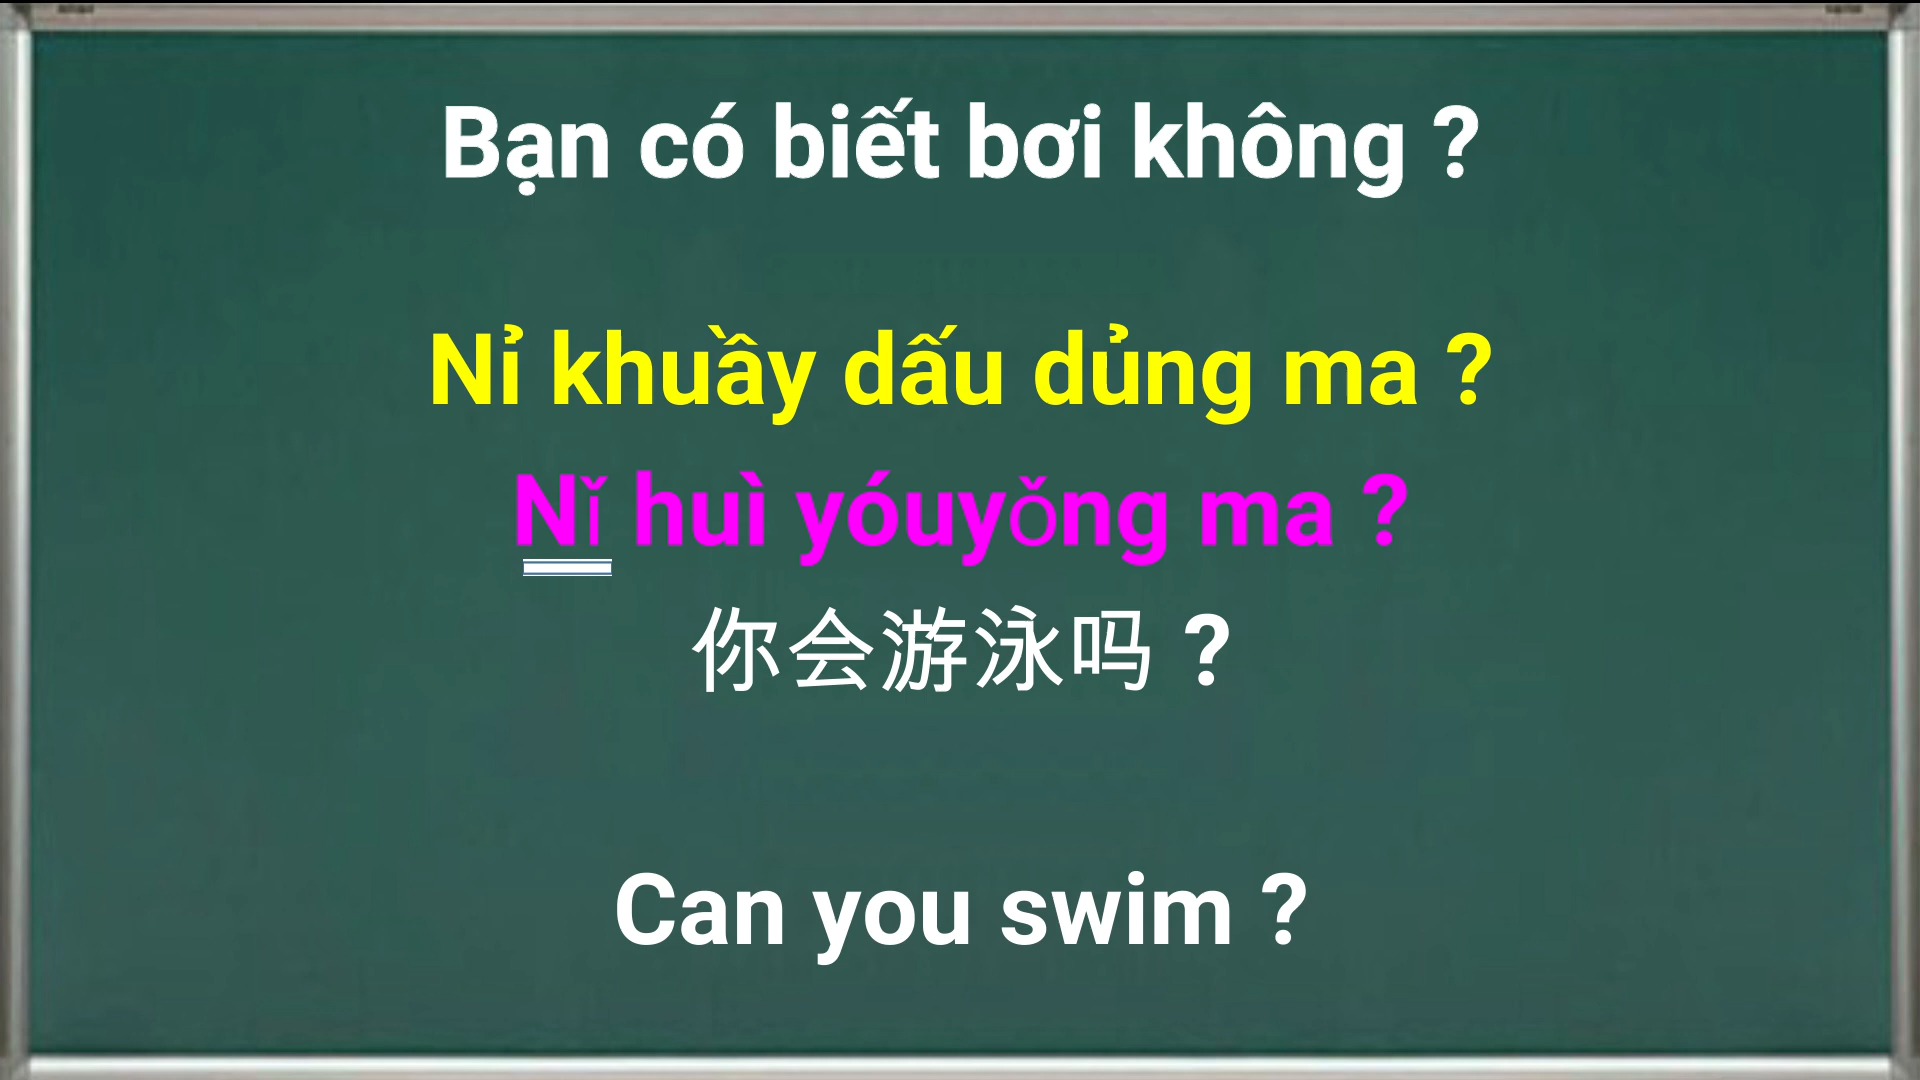 Bạn có biết bơi không ?
Nỉ khuầy dấu dủng ma ?
Nǐ huì yóuyǒng ma ?
你会游泳吗 ?
Can you swim ?